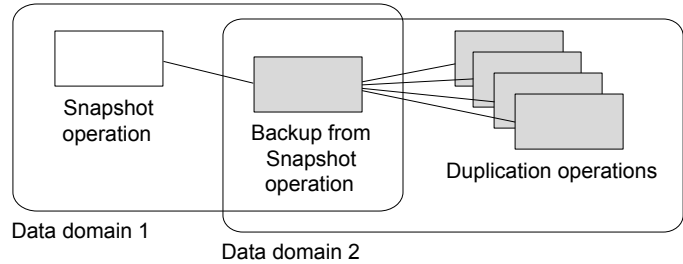 Snapshot
operation
Backup from
Snapshot
operation
Duplication operations
Data domain 1
Data domain 2